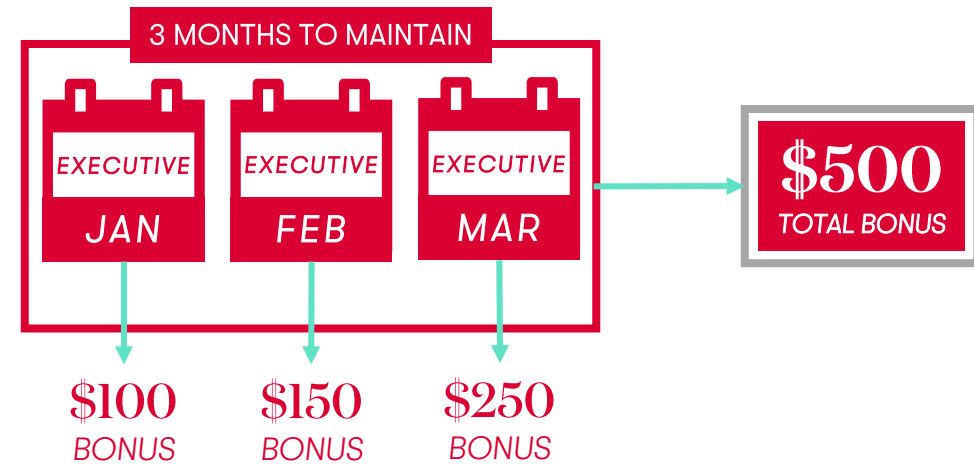 3 MONTHS TO MAINTAIN
EXECUTIVE
JAN
EXECUTIVE
FEB
EXECUTIVE
MAR
$500
TOTAL BONUS
$100
BONUS
$150
BONUS
$250
BONUS